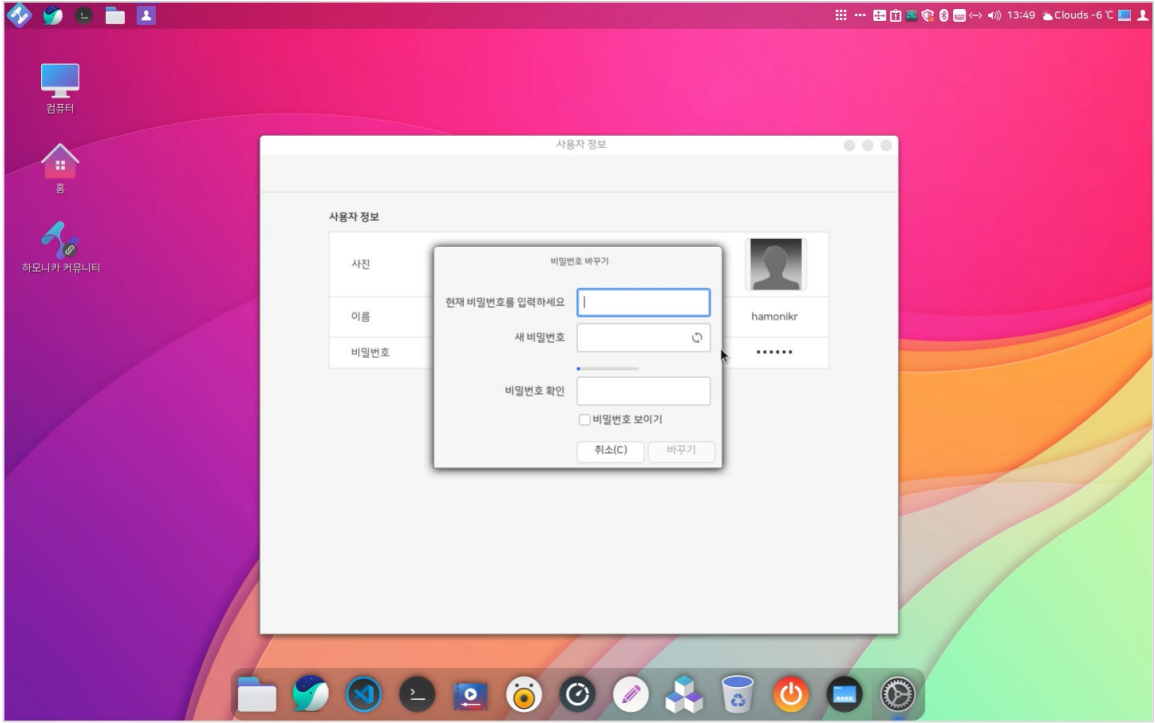 13:49 Clouds -6 ℃
컴퓨터
홈
하모니카 커뮤니티
사용자 정보
사용자 정보
사진
이름 hamonikr
비밀번호 ••••••
비밀번호 바꾸기
현재 비밀번호를 입력하세요
새 비밀번호
비밀번호 확인
비밀번호 보이기
취소(C) 바꾸기